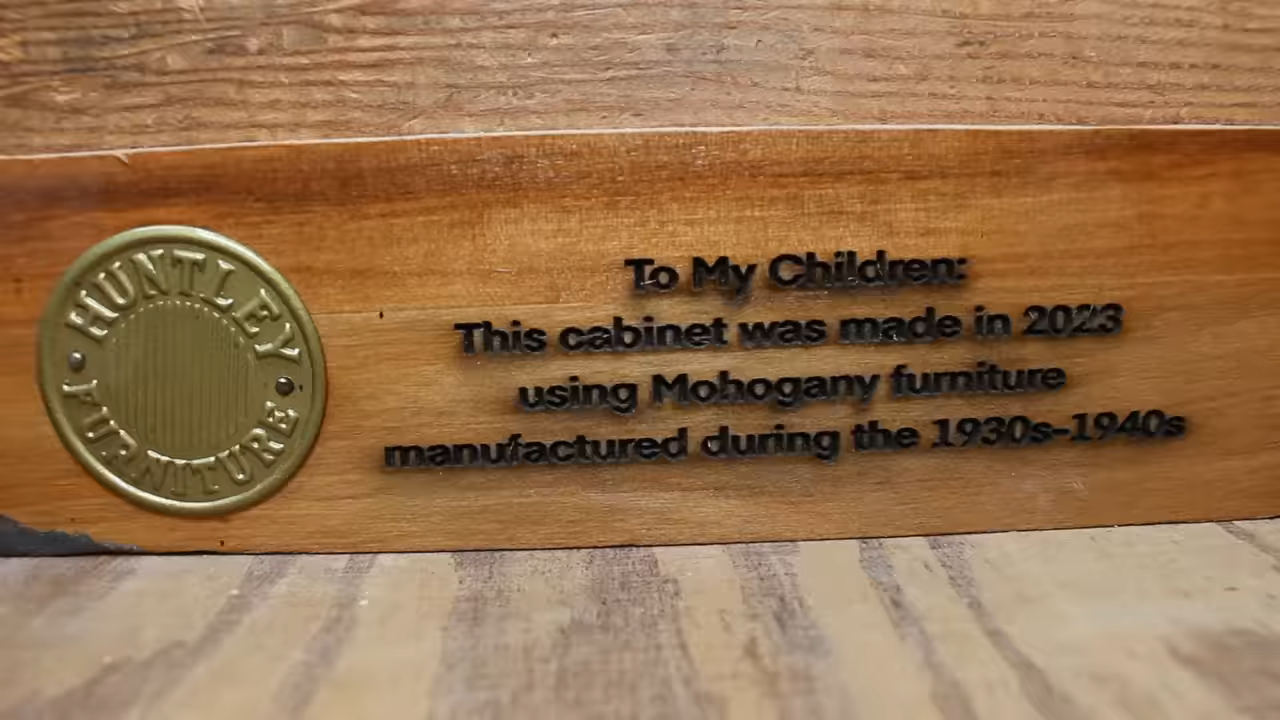 HUNTLEY
FURNITURE
To My Children:
This cabinet was made in 2023
using Mohogany furniture
manufactured during the 1930s-1940s